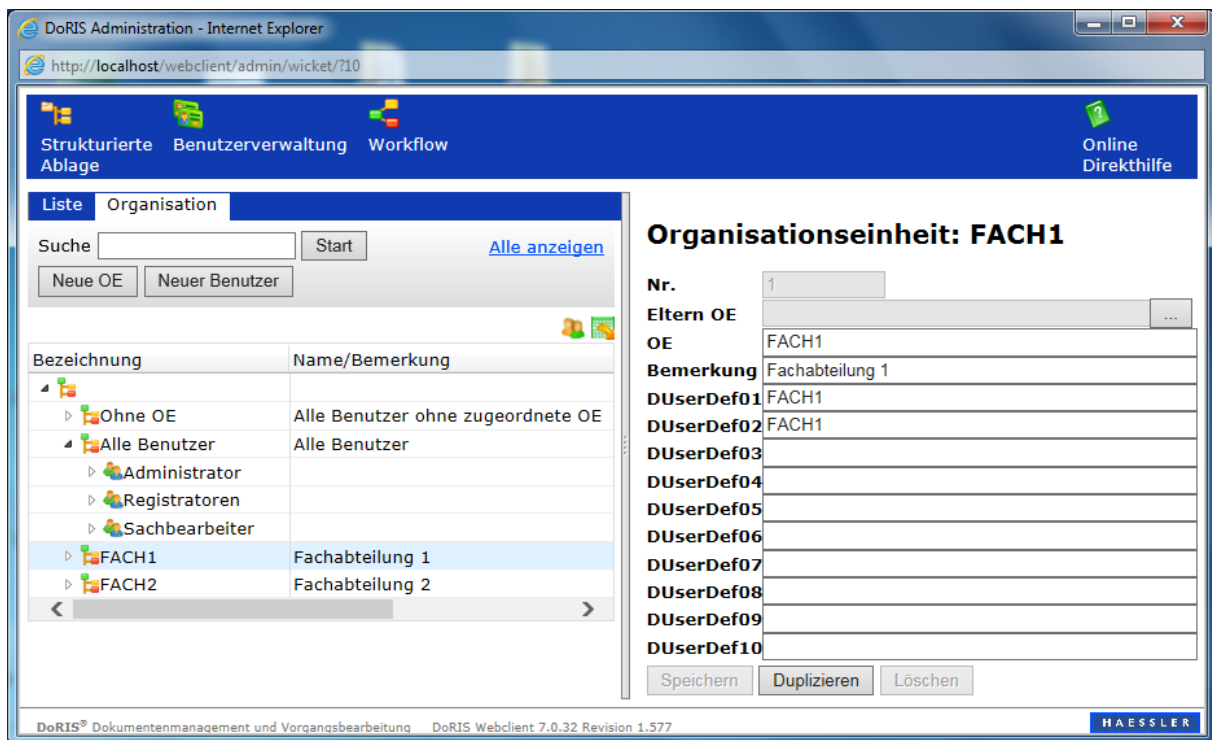 DoRIS Administration - Internet Explorer
http://localhost/webclient/admin/wicket/?10
Strukturierte Ablage
Benutzerverwaltung
Workflow
Online Direkthilfe
Liste Organisation
Suche Start Alle anzeigen
Neue OE Neuer Benutzer
Bezeichnung Name/Bemerkung
Ohne OE Alle Benutzer ohne zugeordnete OE
Alle Benutzer Alle Benutzer
Administrator
Registratoren
Sachbearbeiter
FACH1 Fachabteilung 1
FACH2 Fachabteilung 2
Organisationseinheit: FACH1
Nr. 1
Eltern OE ...
OE FACH1
Bemerkung Fachabteilung 1
DUserDef01 FACH1
DUserDef02 FACH1
DUserDef03
DUserDef04
DUserDef05
DUserDef06
DUserDef07
DUserDef08
DUserDef09
DUserDef10
Speichern Duplizieren Löschen
DoRIS® Dokumentenmanagement und Vorgangsbearbeitung DoRIS Webclient 7.0.32 Revision 1.577
HAESSLER